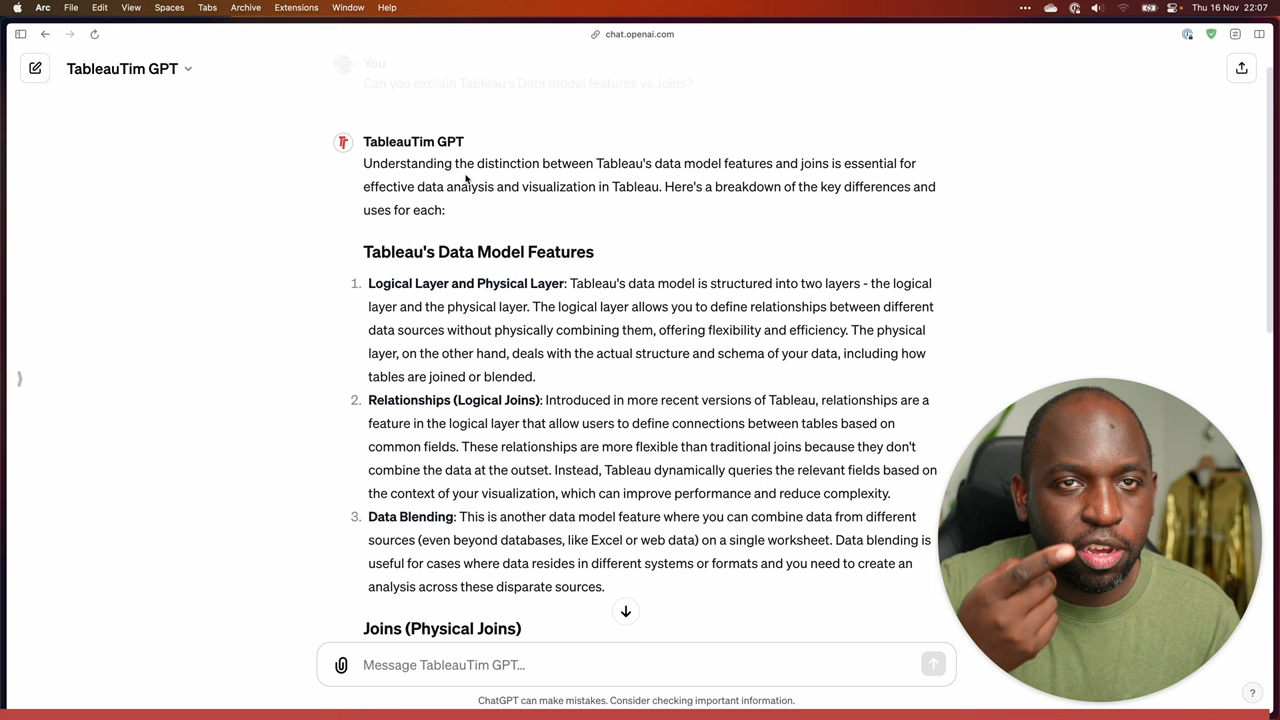 Arc File Edit View Spaces Tabs Archive Extensions Window Help Thu 16 Nov 22:07
chat.openai.com
TableauTim GPT
You
Can you explain Tableau's Data model features vs Joins?
TableauTim GPT
Understanding the distinction between Tableau's data model features and joins is essential for
effective data analysis and visualization in Tableau. Here's a breakdown of the key differences and
uses for each:
Tableau's Data Model Features
1. Logical Layer and Physical Layer: Tableau's data model is structured into two layers - the logical
layer and the physical layer. The logical layer allows you to define relationships between different
data sources without physically combining them, offering flexibility and efficiency. The physical
layer, on the other hand, deals with the actual structure and schema of your data, including how
tables are joined or blended.
2. Relationships (Logical Joins): Introduced in more recent versions of Tableau, relationships are a
feature in the logical layer that allow users to define connections between tables based on
common fields. These relationships are more flexible than traditional joins because they don't
combine the data at the outset. Instead, Tableau dynamically queries the relevant fields based on
the context of your visualization, which can improve performance and reduce complexity.
3. Data Blending: This is another data model feature where you can combine data from different
sources (even beyond databases, like Excel or web data) on a single worksheet. Data blending is
useful for cases where data resides in different systems or formats and you need to create an
analysis across these disparate sources.
Joins (Physical Joins)
Message TableauTim GPT...
ChatGPT can make mistakes. Consider checking important information.
?